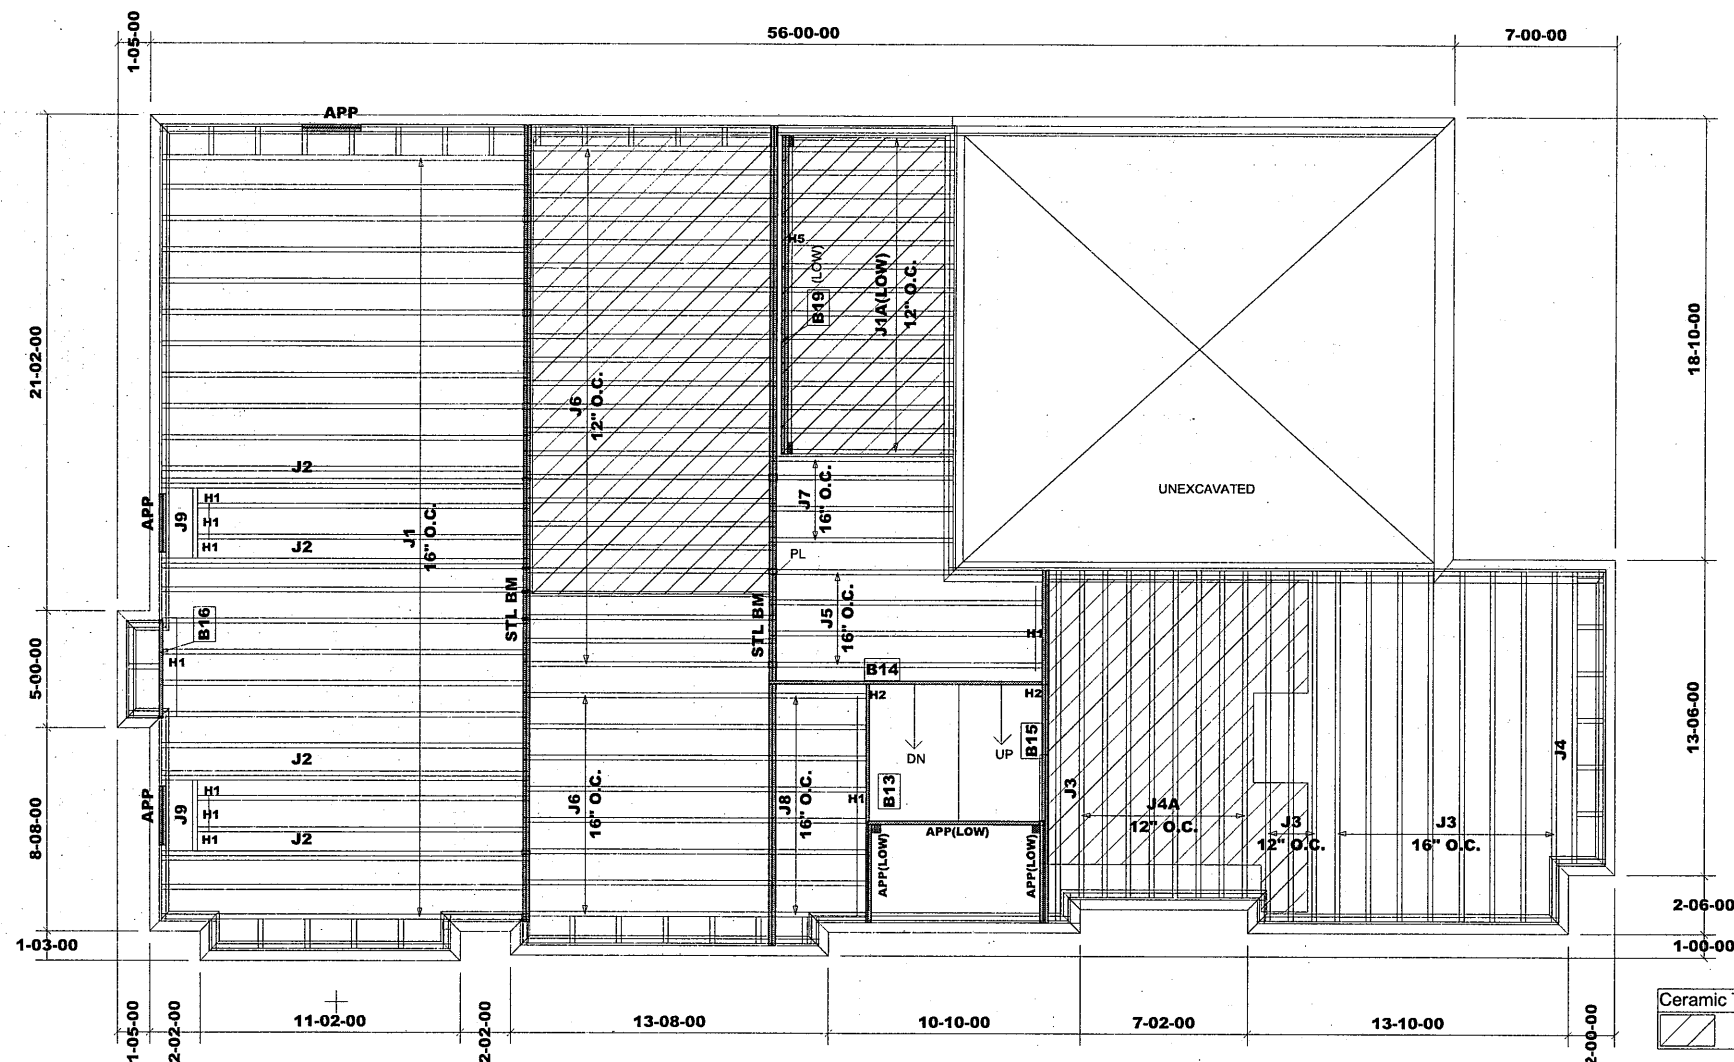 1-05-00
56-00-00
7-00-00
APP
H5
B19 (LOW)
J1A(LOW)
12" O.C.
21-02-00
18-10-00
J6
12" O.C.
J2
APP
J9
H1
H1
H1
J2
J1
16" O.C.
J7
16" O.C.
UNEXCAVATED
PL
STL BM
STL BM
J5
16" O.C.
H1
B16
H1
B14
5-00-00
H2
H2
13-06-00
DN
UP
B15
J4
J2
APP
J9
H1
H1
H1
J2
J6
16" O.C.
J8
16" O.C.
H1
B13
J3
J4A
12" O.C.
J3
12" O.C.
J3
16" O.C.
8-08-00
APP(LOW)
APP(LOW)
APP(LOW)
2-06-00
1-03-00
1-00-00
Ceramic
1-05-00
2-02-00
11-02-00
2-02-00
13-08-00
10-10-00
7-02-00
13-10-00
2-00-00